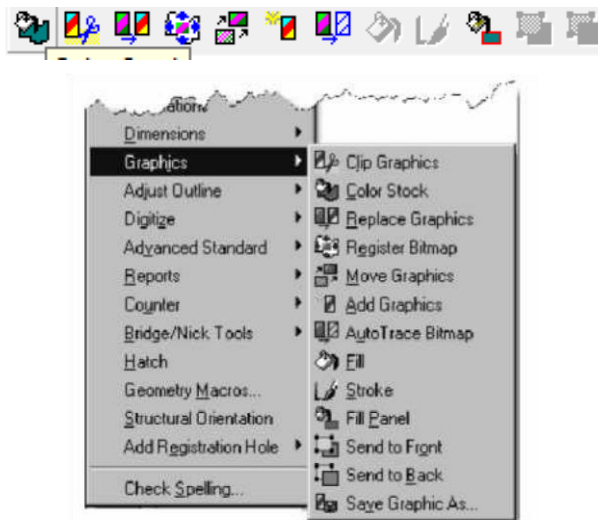 Dimensions
Graphics
Adjust Outline
Digitize
Advanced Standard
Reports
Counter
Bridge/Nick Tools
Hatch
Geometry Macros...
Structural Orientation
Add Registration Hole
Check Spelling...
Clip Graphics
Color Stock
Replace Graphics
Register Bitmap
Move Graphics
Add Graphics
AutoTrace Bitmap
Fill
Stroke
Fill Panel
Send to Front
Send to Back
Save Graphic As...